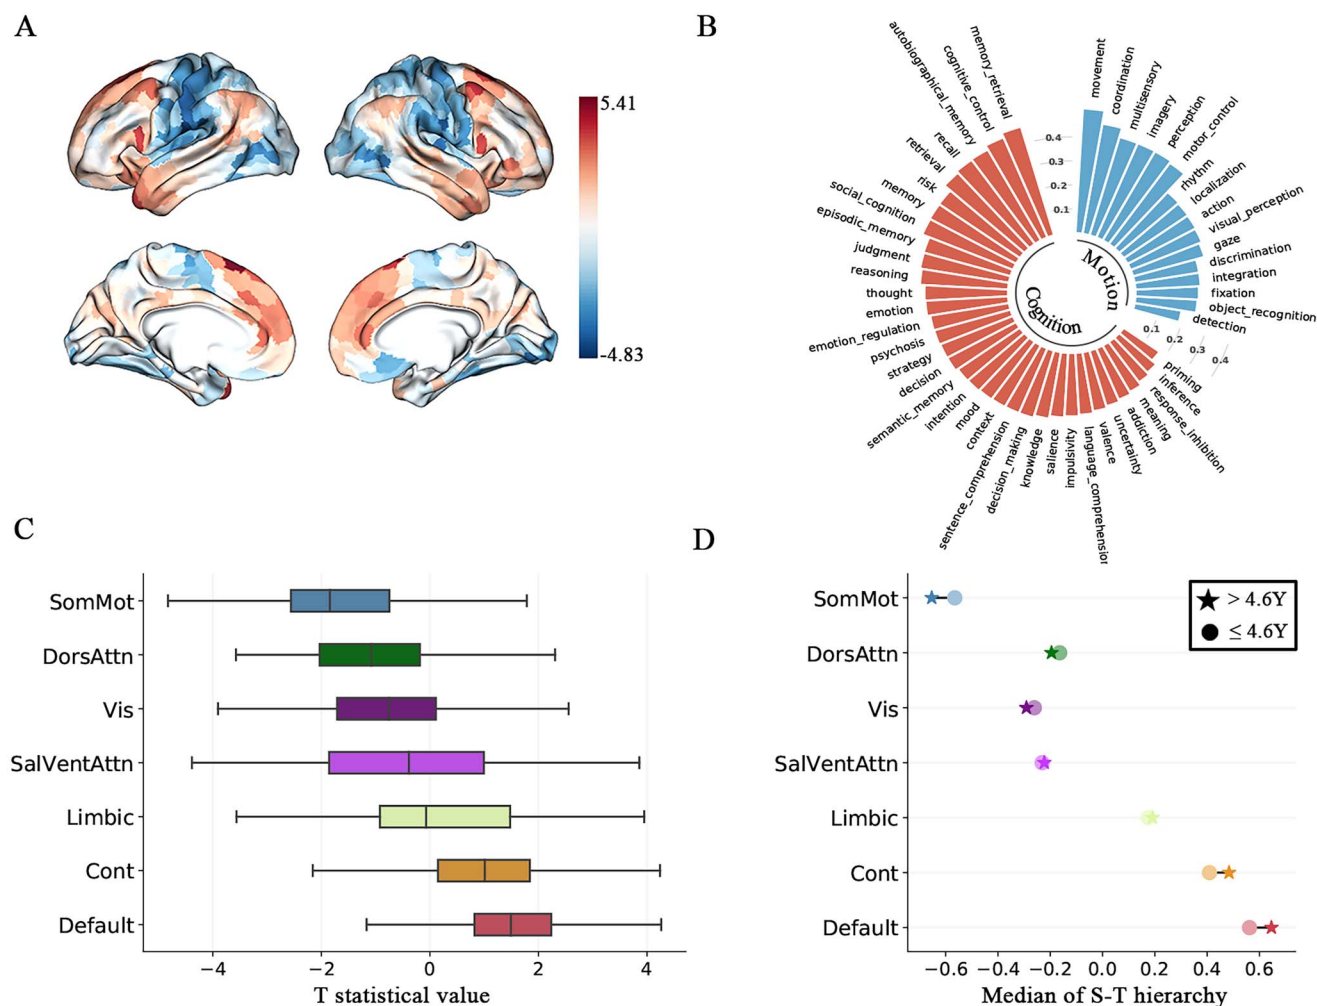 A
5.41
-4.83
B
memory_retrieval
cognitive_control
autobiographical_memory
recall
retrieval
risk
memory
social_cognition
episodic_memory
judgment
reasoning
thought
emotion
emotion_regulation
psychosis
strategy
decision
semantic_memory
intention
mood
context
sentence_comprehension
decision_making
knowledge
salience
impulsivity
language_comprehension
valence
uncertainty
addiction
meaning
response_inhibition
inference
priming
movement
coordination
multisensory
imagery
perception
motor_control
rhythm
localization
action
visual_perception
gaze
discrimination
integration
fixation
object_recognition
detection
0.4
0.3
0.2
0.1
0.1
0.2
0.3
0.4
Motion
Cognition
C
SomMot
DorsAttn
Vis
SalVentAttn
Limbic
Cont
Default
−4 −2 0 2 4
T statistical value
D
> 4.6Y
≤ 4.6Y
SomMot
DorsAttn
Vis
SalVentAttn
Limbic
Cont
Default
−0.6 −0.4 −0.2 0.0 0.2 0.4 0.6
Median of S-T hierarchy